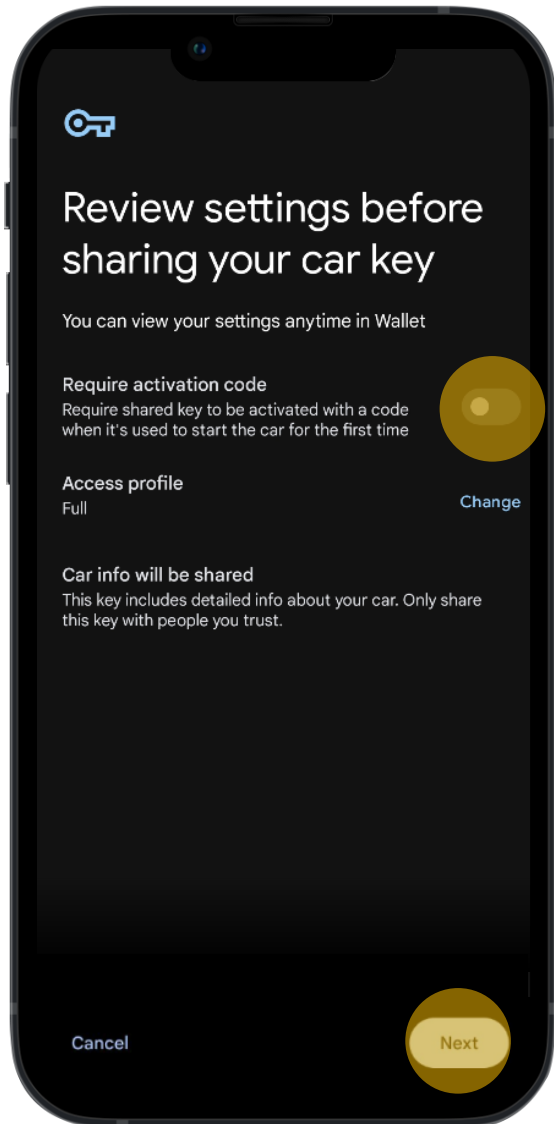 Review settings before
sharing your car key
You can view your settings anytime in Wallet
Require activation code
Require shared key to be activated with a code
when it's used to start the car for the first time
Access profile
Full
Change
Car info will be shared
This key includes detailed info about your car. Only share
this key with people you trust.
Cancel
Next